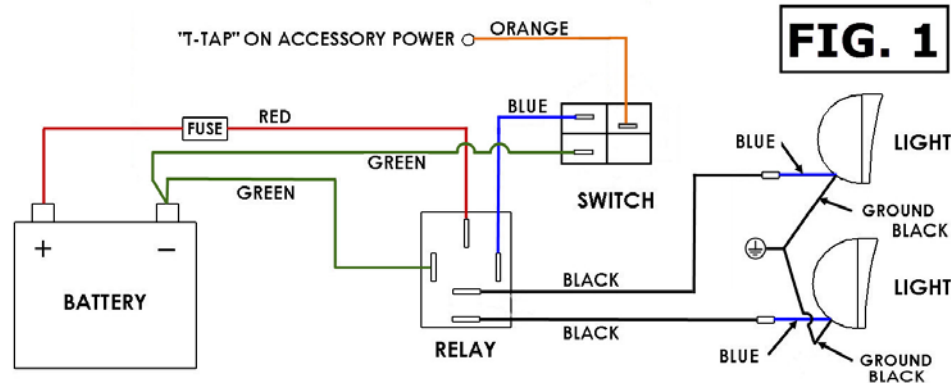 FIG. 1
"T-TAP" ON ACCESSORY POWER
ORANGE
FUSE
RED
BLUE
GREEN
GREEN
SWITCH
BLUE
LIGHT
GROUND
BLACK
+
−
BATTERY
BLACK
BLACK
RELAY
LIGHT
BLUE
GROUND
BLACK